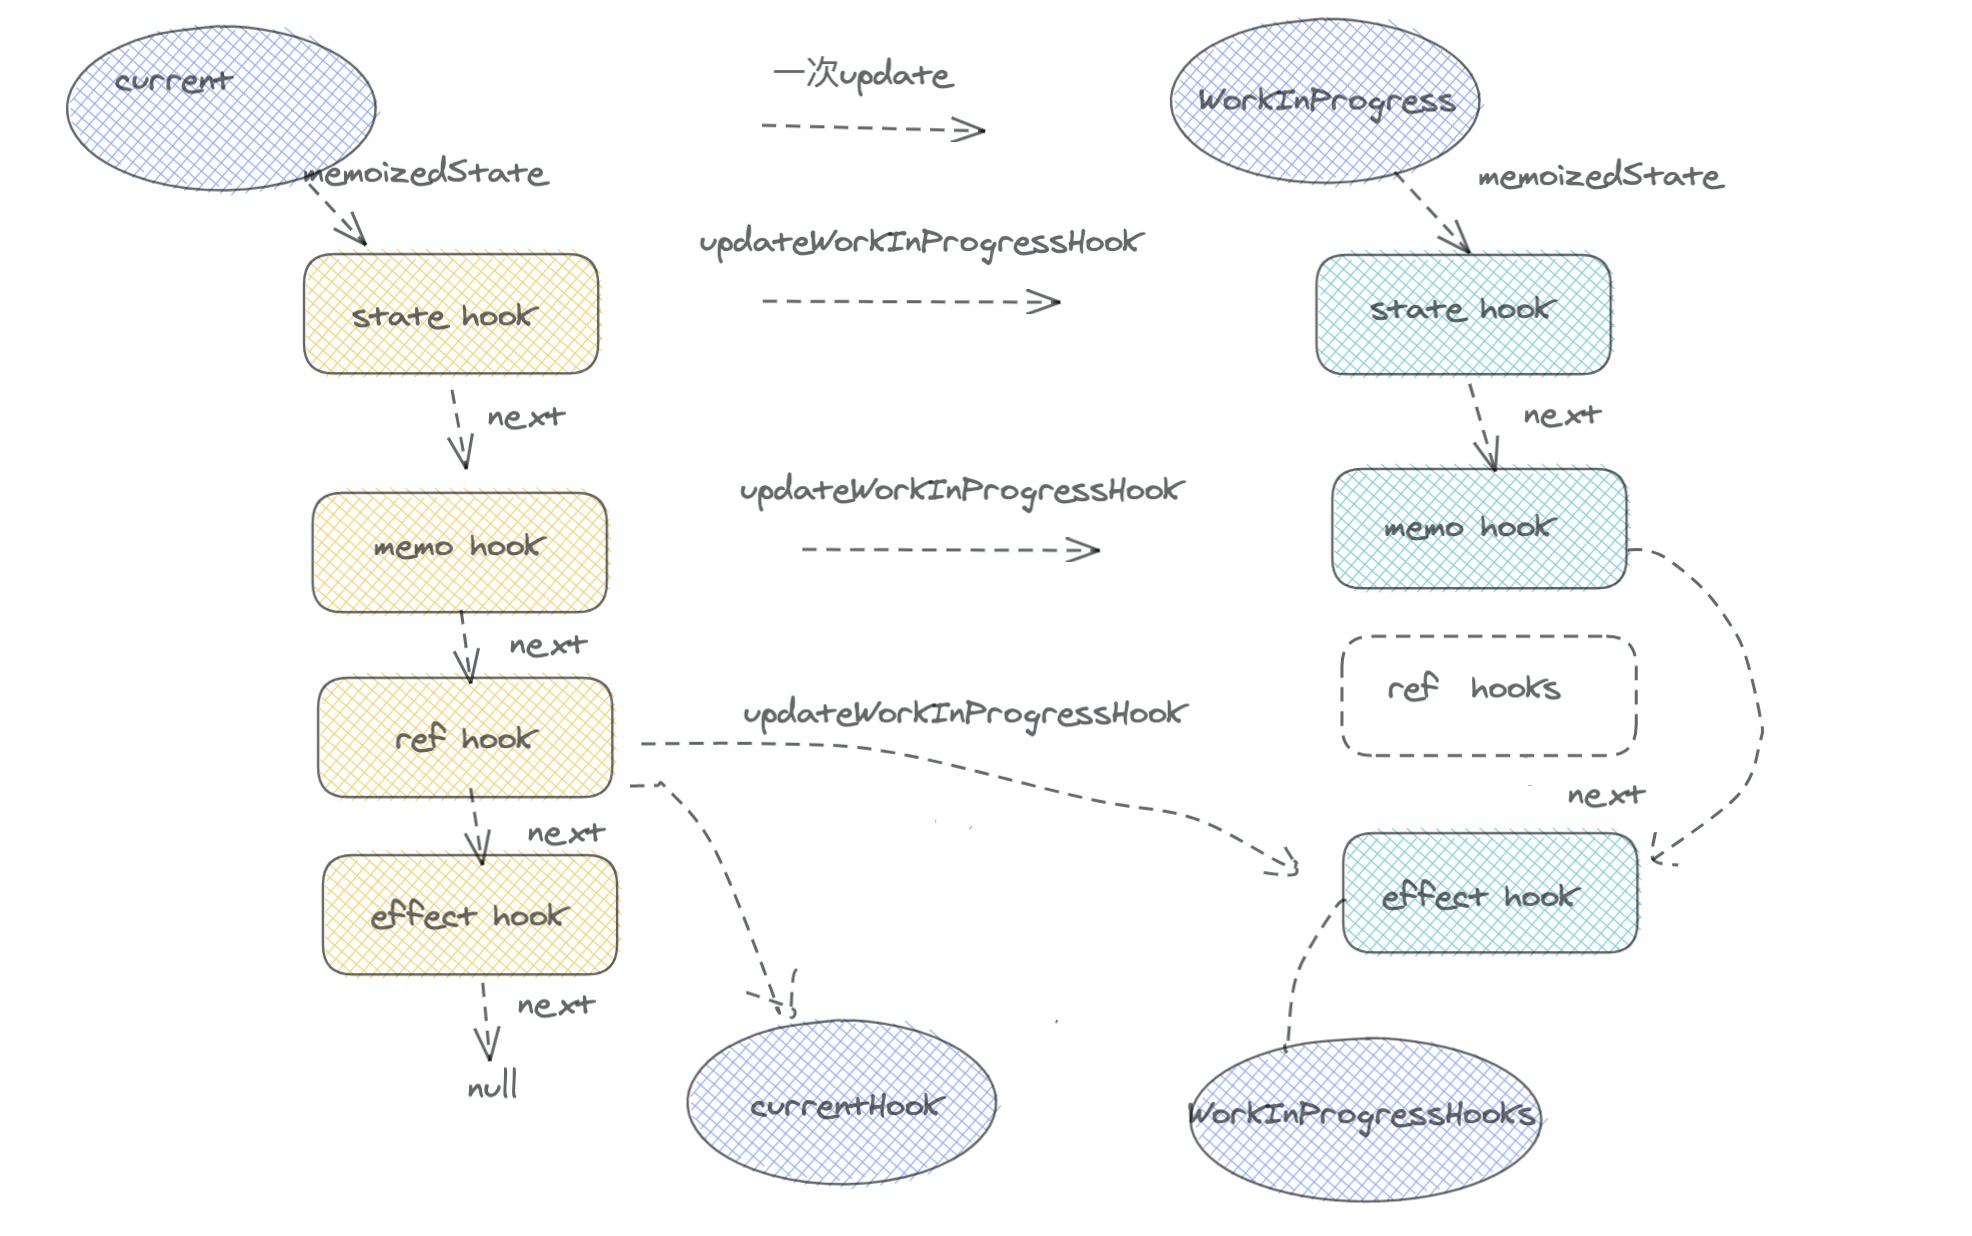 current
一次update
WorkInProgress
memoizedState
memoizedState
updateWorkInProgressHook
state hook
state hook
next
next
updateWorkInProgressHook
memo hook
memo hook
next
ref hooks
updateWorkInProgressHook
ref hook
next
next
effect hook
effect hook
next
null
currentHook
WorkInProgressHooks